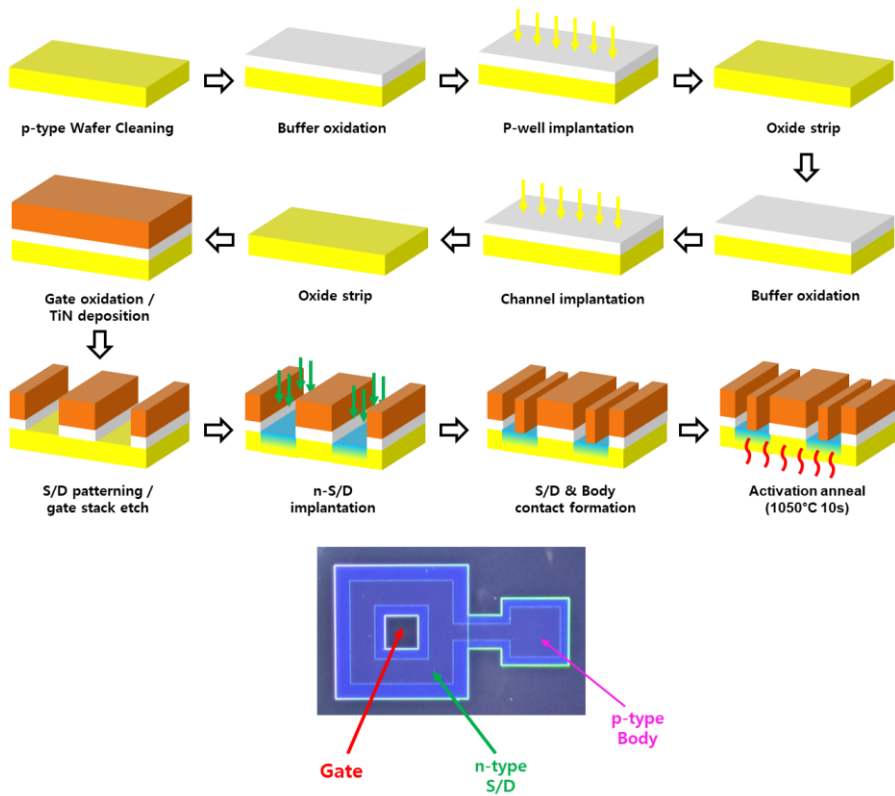 p-type Wafer Cleaning
Buffer oxidation
P-well implantation
Oxide strip
Gate oxidation /
TiN deposition
Oxide strip
Channel implantation
Buffer oxidation
S/D patterning /
gate stack etch
n-S/D
implantation
S/D & Body
contact formation
Activation anneal
(1050°C 10s)
Gate
n-type
S/D
p-type
Body